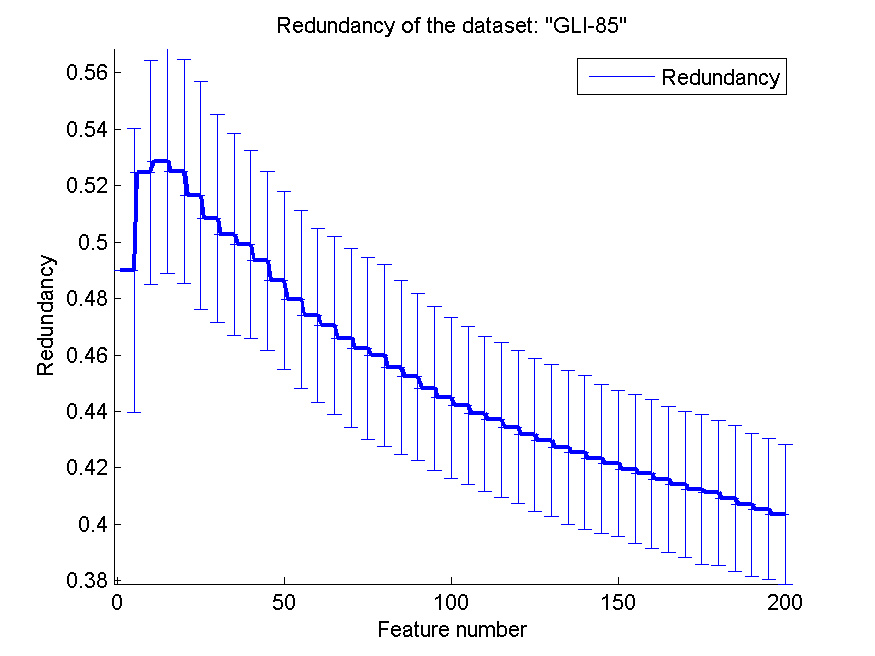 Redundancy of the dataset: "GLI-85"
Redundancy
0.56
0.54
0.52
0.5
0.48
0.46
0.44
0.42
0.4
0.38
Redundancy
0 50 100 150 200
Feature number